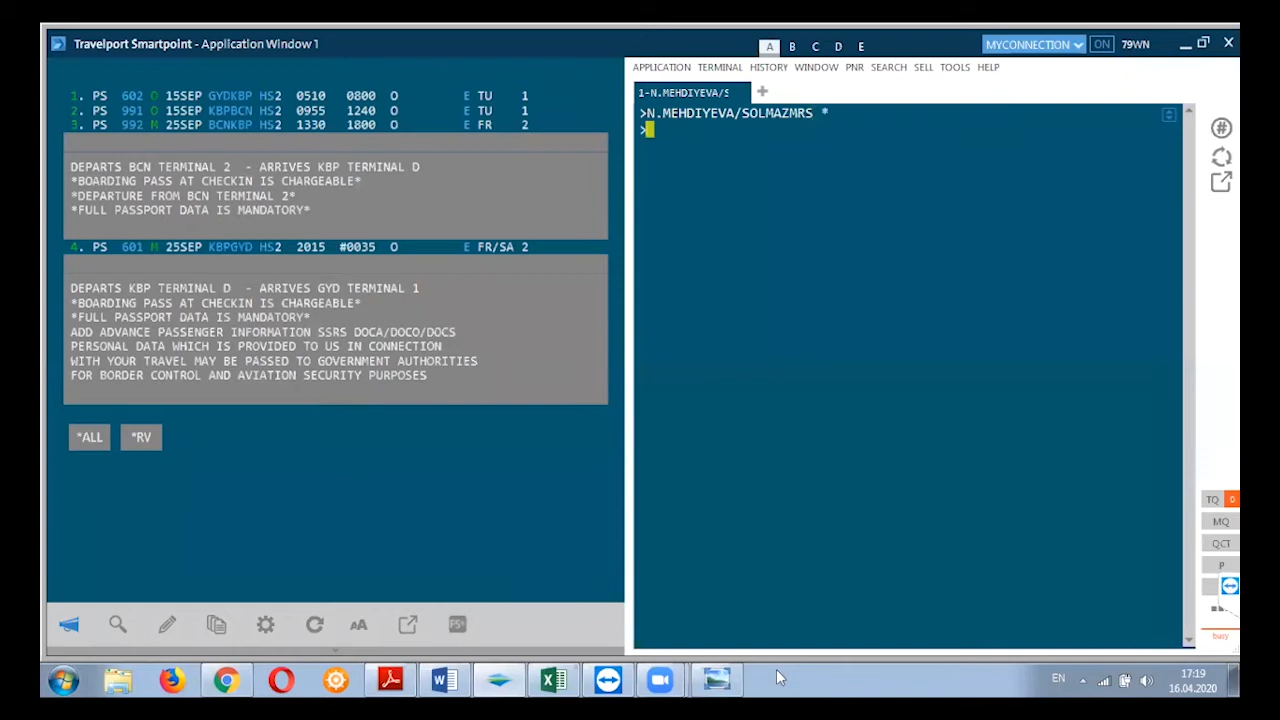 Travelport Smartpoint - Application Window 1
A B C D E
MYCONNECTION ON 79WN
APPLICATION TERMINAL HISTORY WINDOW PNR SEARCH SELL TOOLS HELP
1-N.MEHDIYEVA/S
1. PS 602 O 15SEP GYDKBP HS2 0510 0800 O E TU 1
2. PS 991 O 15SEP KBPBCN HS2 0955 1240 O E TU 1
3. PS 992 M 25SEP BCNKBP HS2 1330 1800 O E FR 2
DEPARTS BCN TERMINAL 2 - ARRIVES KBP TERMINAL D
*BOARDING PASS AT CHECKIN IS CHARGEABLE*
*DEPARTURE FROM BCN TERMINAL 2*
*FULL PASSPORT DATA IS MANDATORY*
4. PS 601 M 25SEP KBPGYD HS2 2015 #0035 O E FR/SA 2
DEPARTS KBP TERMINAL D - ARRIVES GYD TERMINAL 1
*BOARDING PASS AT CHECKIN IS CHARGEABLE*
*FULL PASSPORT DATA IS MANDATORY*
ADD ADVANCE PASSENGER INFORMATION SSRS DOCA/DOCO/DOCS
PERSONAL DATA WHICH IS PROVIDED TO US IN CONNECTION
WITH YOUR TRAVEL MAY BE PASSED TO GOVERNMENT AUTHORITIES
FOR BORDER CONTROL AND AVIATION SECURITY PURPOSES
*ALL *RV
>N.MEHDIYEVA/SOLMAZMRS *
>
TQ 0
MQ
QCT
P
busy
AA
PS+
EN
17:19
16.04.2020